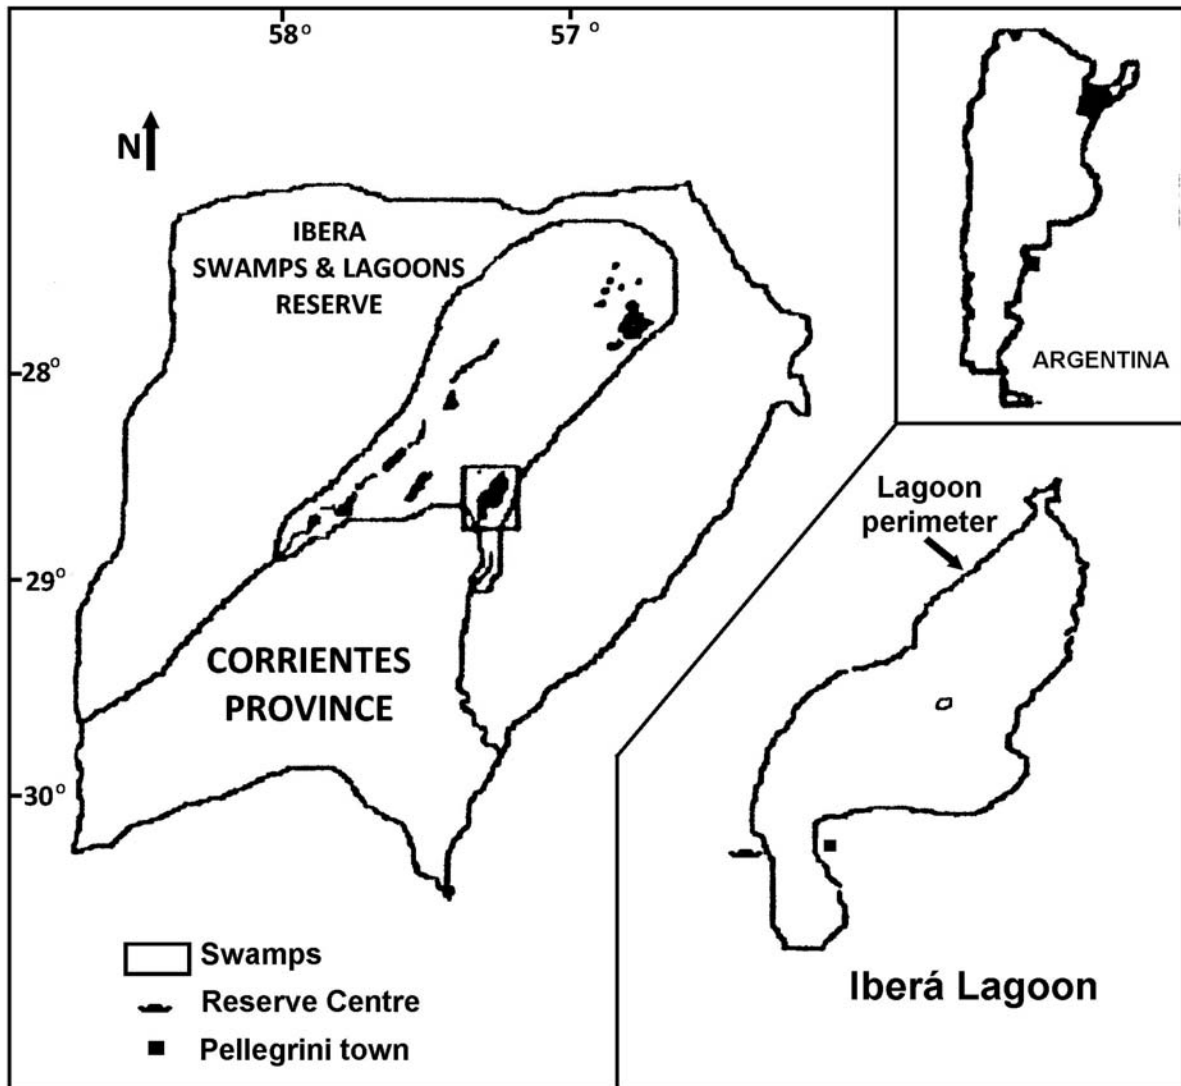 58°
57 °
N
IBERA
SWAMPS & LAGOONS
RESERVE
28°
29°
30°
CORRIENTES
PROVINCE
Swamps
Reserve Centre
Pellegrini town
ARGENTINA
Lagoon
perimeter
Iberá Lagoon